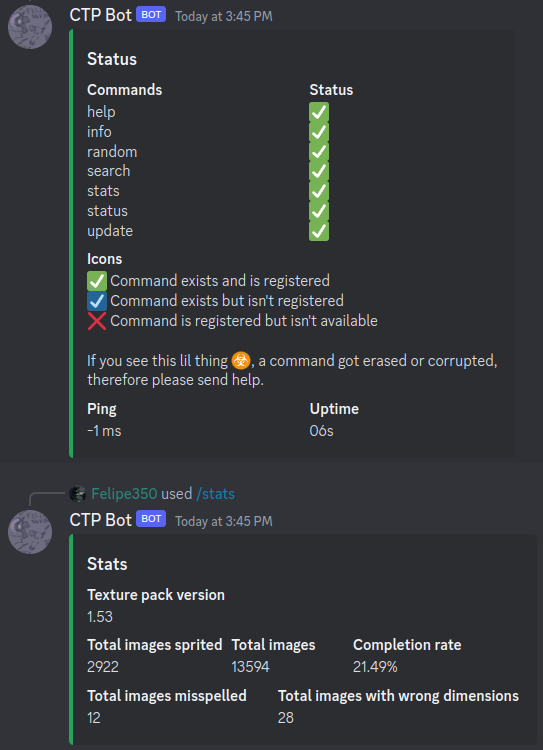 CTP Bot BOT Today at 3:45 PM
Status
Commands Status
help
info
random
search
stats
status
update
Icons
Command exists and is registered
Command exists but isn't registered
Command is registered but isn't available
If you see this lil thing , a command got erased or corrupted,
therefore please send help.
Ping Uptime
-1 ms 06s
Felipe350 used /stats
CTP Bot BOT Today at 3:45 PM
Stats
Texture pack version
1.53
Total images sprited Total images Completion rate
2922 13594 21.49%
Total images misspelled Total images with wrong dimensions
12 28